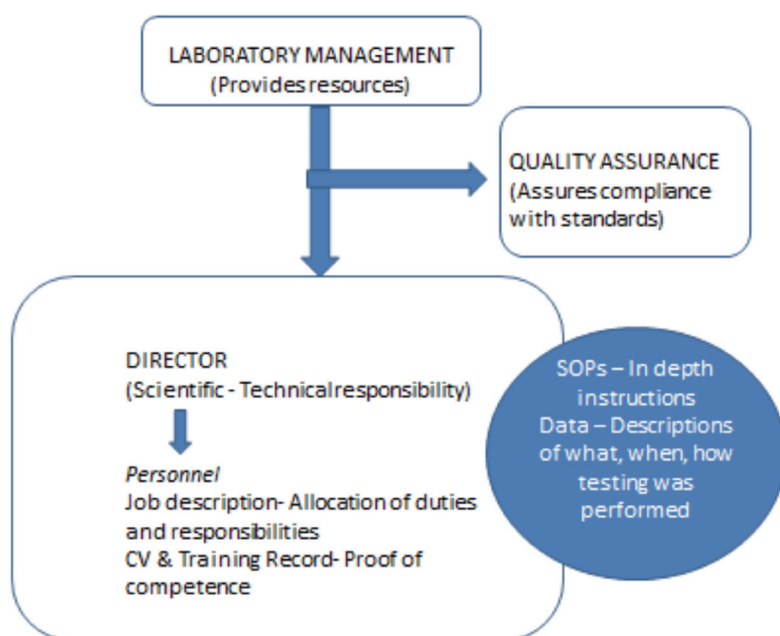 LABORATORY MANAGEMENT
(Provides resources)
QUALITY ASSURANCE
(Assures compliance
with standards)
DIRECTOR
(Scientific - Technical responsibility)
Personnel
Job description- Allocation of duties
and responsibilities
CV & Training Record- Proof of
competence
SOPs – In depth
instructions
Data – Descriptions
of what, when, how
testing was
performed